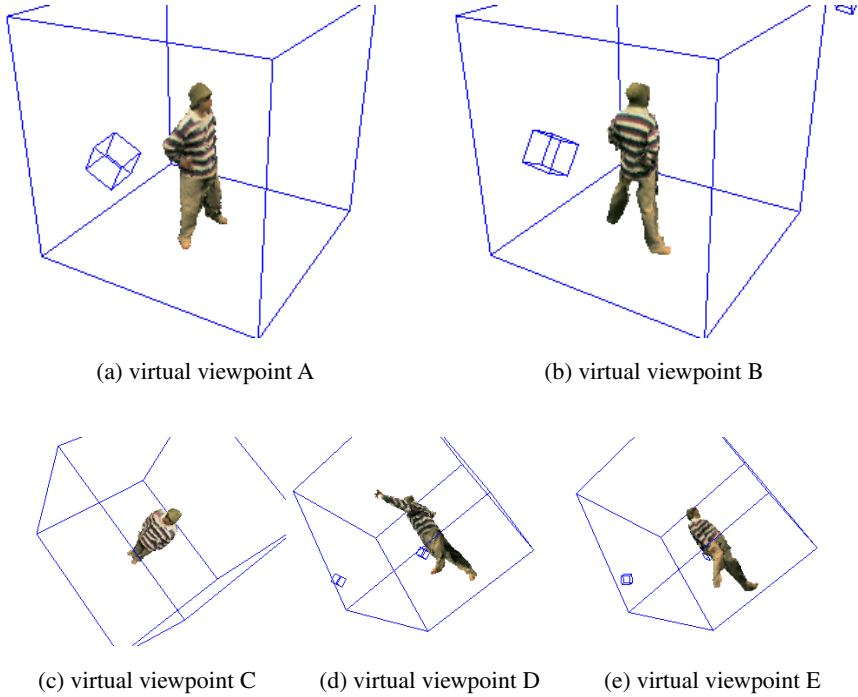 (a) virtual viewpoint A
(b) virtual viewpoint B
(c) virtual viewpoint C
(d) virtual viewpoint D
(e) virtual viewpoint E